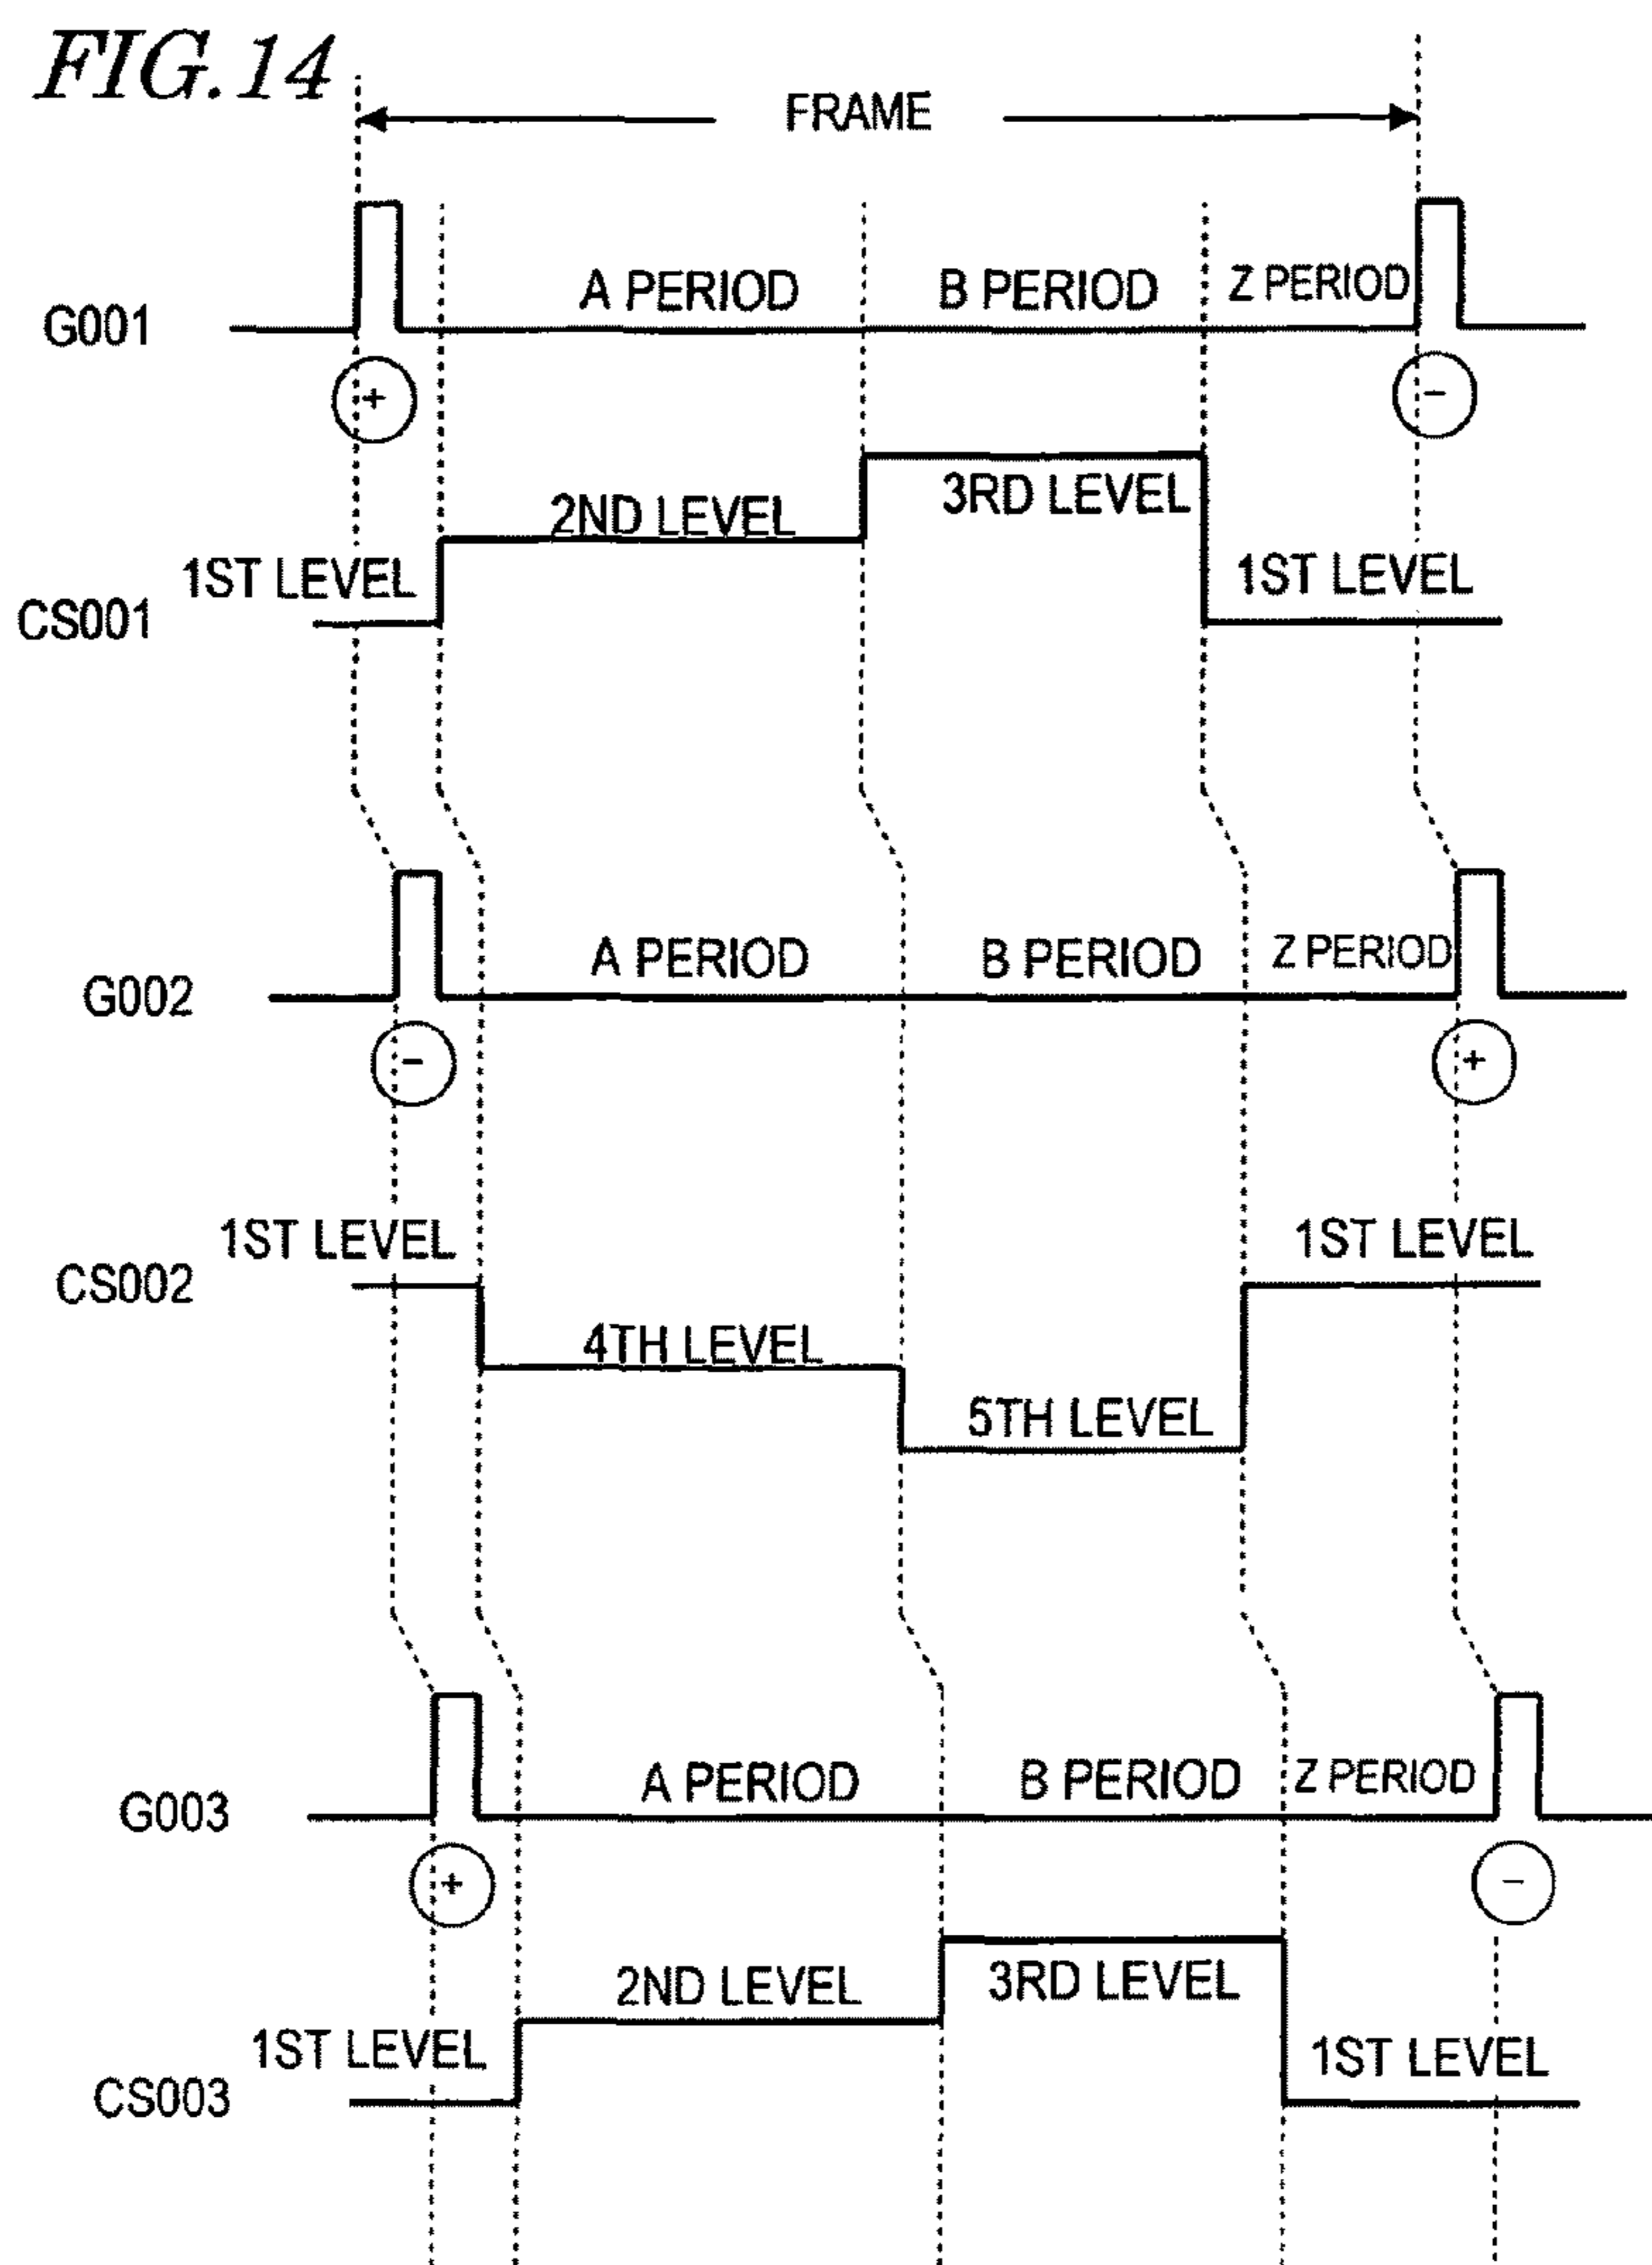 FIG.14
FRAME
A PERIOD B PERIOD Z PERIOD
G001
+ −
2ND LEVEL 3RD LEVEL
1ST LEVEL 1ST LEVEL
CS001
A PERIOD B PERIOD Z PERIOD
G002
− +
1ST LEVEL 1ST LEVEL
CS002
4TH LEVEL
5TH LEVEL
A PERIOD B PERIOD Z PERIOD
G003
+ −
2ND LEVEL 3RD LEVEL
1ST LEVEL 1ST LEVEL
CS003